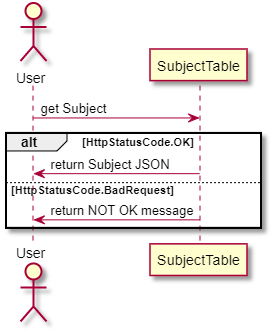 User
SubjectTable
get Subject
alt [HttpStatusCode.OK]
return Subject JSON
[HttpStatusCode.BadRequest]
return NOT OK message
User
SubjectTable